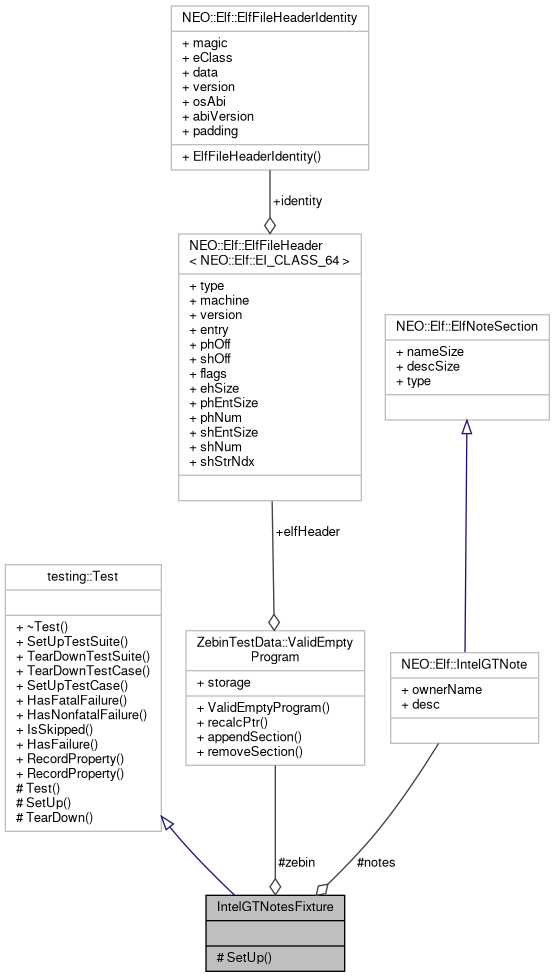 NEO::Elf::ElfFileHeaderIdentity
+ magic
+ eClass
+ data
+ version
+ osAbi
+ abiVersion
+ padding
+ ElfFileHeaderIdentity()
+identity
NEO::Elf::ElfFileHeader
< NEO::Elf::EI_CLASS_64 >
+ type
+ machine
+ version
+ entry
+ phOff
+ shOff
+ flags
+ ehSize
+ phEntSize
+ phNum
+ shEntSize
+ shNum
+ shStrNdx
NEO::Elf::ElfNoteSection
+ nameSize
+ descSize
+ type
+elfHeader
testing::Test
+ ~Test()
+ SetUpTestSuite()
+ TearDownTestSuite()
+ TearDownTestCase()
+ SetUpTestCase()
+ HasFatalFailure()
+ HasNonfatalFailure()
+ IsSkipped()
+ HasFailure()
+ RecordProperty()
+ RecordProperty()
# Test()
# SetUp()
# TearDown()
ZebinTestData::ValidEmpty
Program
+ storage
+ ValidEmptyProgram()
+ recalcPtr()
+ appendSection()
+ removeSection()
NEO::Elf::IntelGTNote
+ ownerName
+ desc
#zebin
#notes
IntelGTNotesFixture
# SetUp()